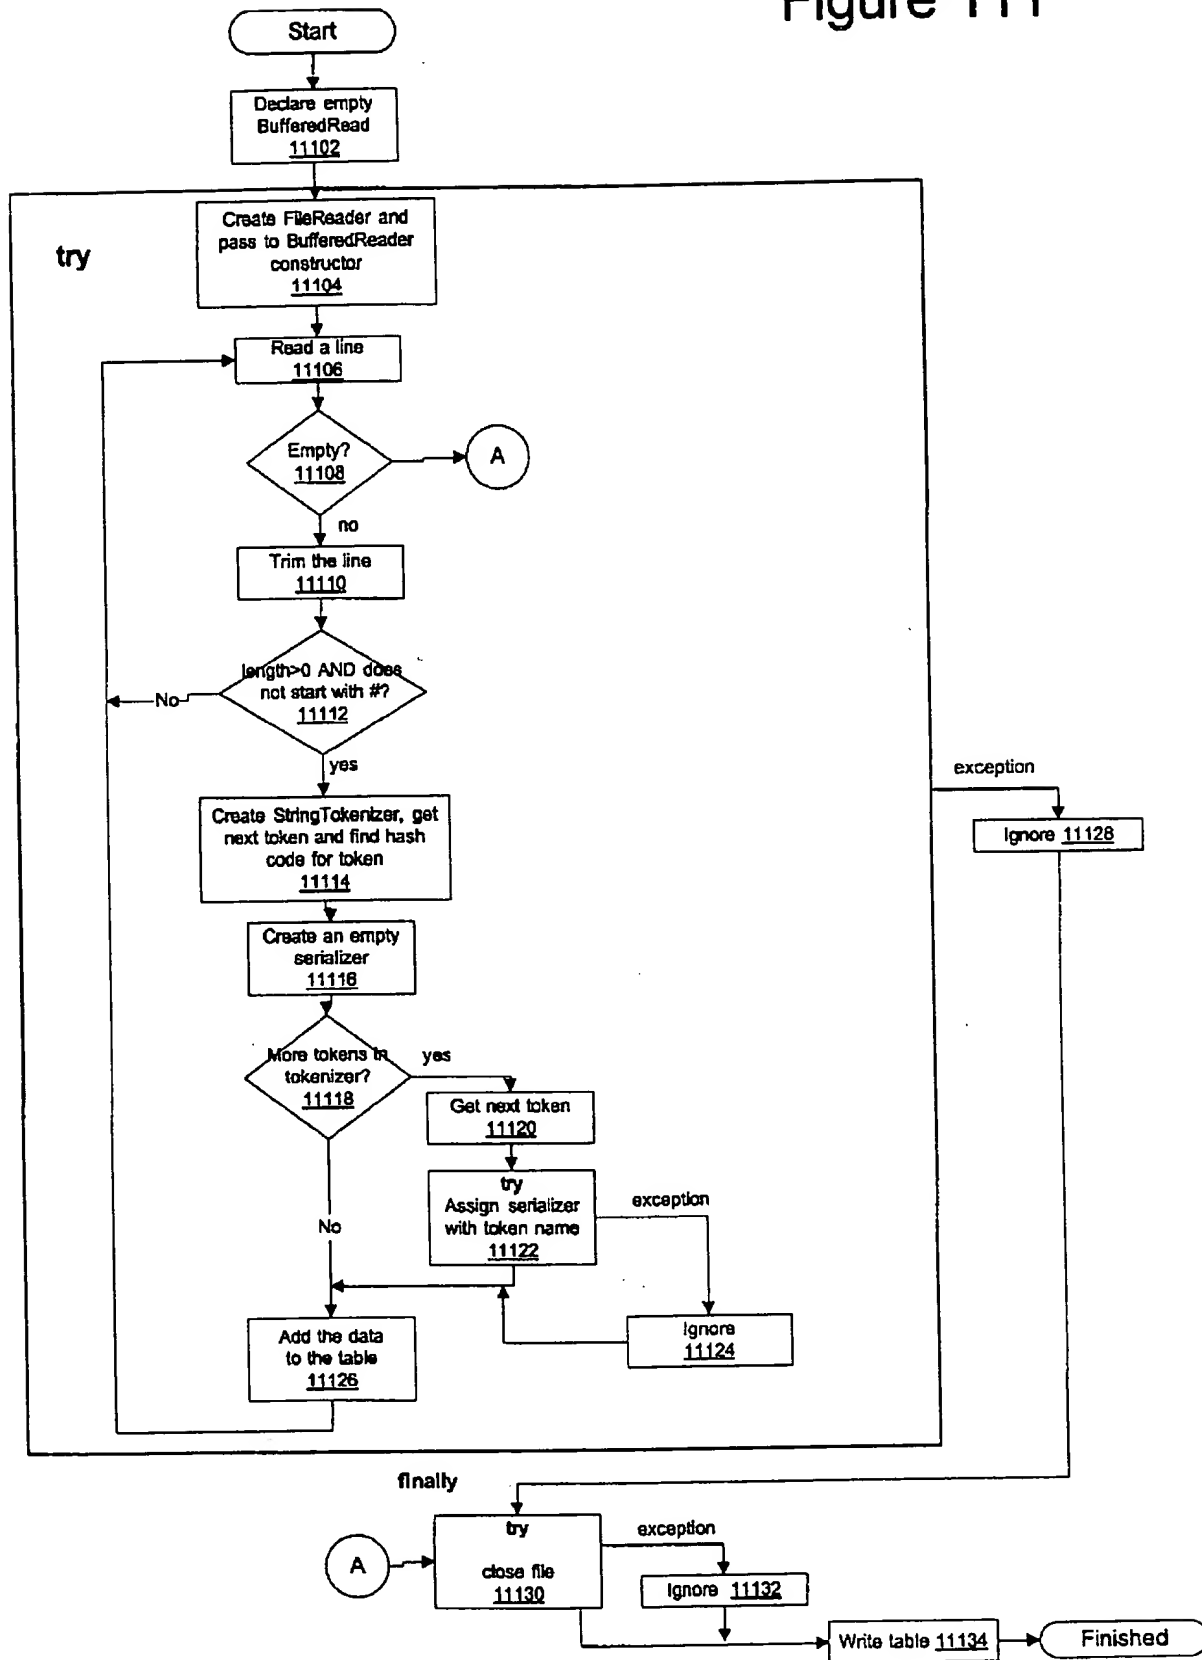 Figure 111
Start
Declare empty
BufferedRead
11102
try
Create FileReader and
pass to BufferedReader
constructor
11104
Read a line
11106
Empty?
11108
A
no
Trim the line
11110
length>0 AND does
not start with #?
11112
No
yes
exception
Ignore 11128
Create StringTokenizer, get
next token and find hash
code for token
11114
Create an empty
serializer
11116
More tokens in
tokenizer?
11118
yes
Get next token
11120
try
Assign serializer
with token name
11122
exception
No
Ignore
11124
Add the data
to the table
11126
finally
try
close file
11130
A
exception
Ignore 11132
Write table 11134
Finished